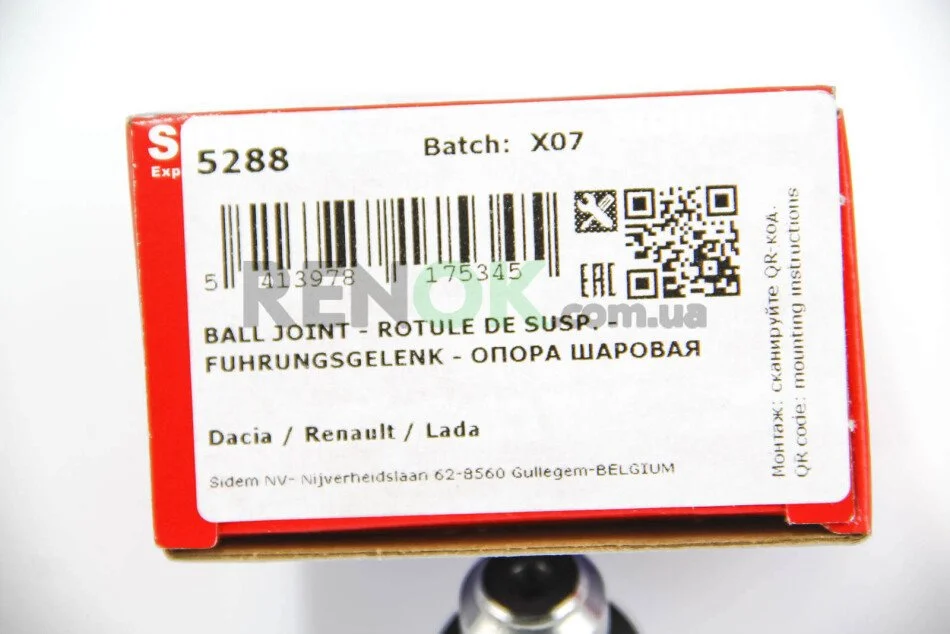 S
Exp
5288
Batch: X07
5 413978 175345
EAC
RENOK.com.ua
BALL JOINT - ROTULE DE SUSP. -
FUHRUNGSGELENK - ОПОРА ШАРОВАЯ
Dacia / Renault / Lada
Sidem NV- Nijverheidslaan 62-8560 Gullegem-BELGIUM
Монтаж: сканируйте QR-код.
QR code: mounting instructions